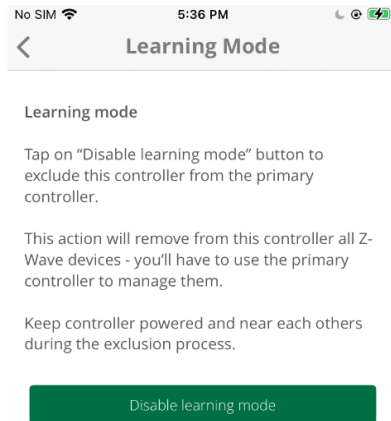 No SIM 5:36 PM
Learning Mode
Learning mode
Tap on “Disable learning mode” button to
exclude this controller from the primary
controller.
This action will remove from this controller all Z-
Wave devices - you’ll have to use the primary
controller to manage them.
Keep controller powered and near each others
during the exclusion process.
Disable learning mode